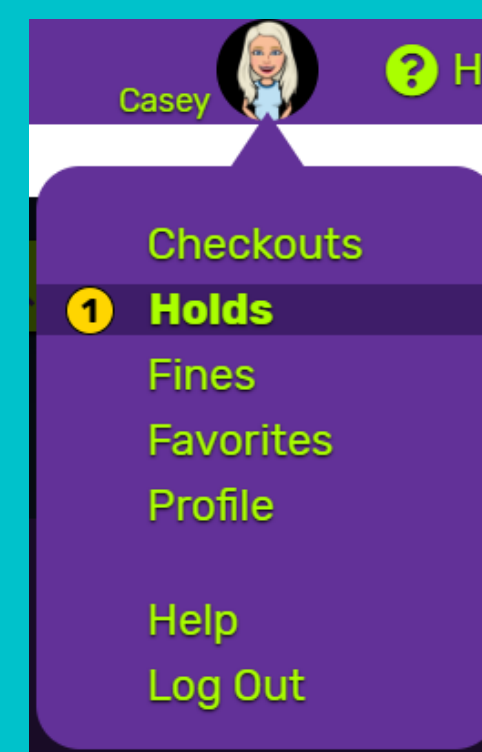 Casey
? H
Checkouts
1 Holds
Fines
Favorites
Profile
Help
Log Out